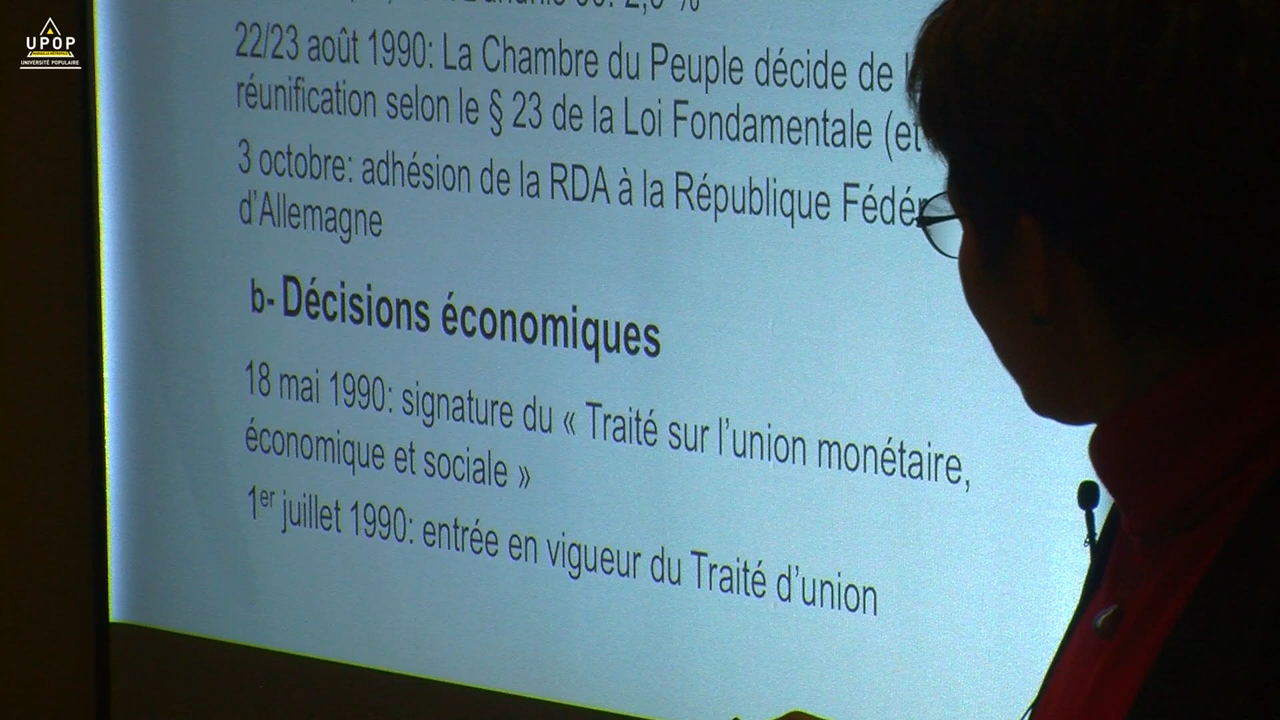 UPOP
UNIVERSITÉ POPULAIRE
22/23 août 1990: La Chambre du Peuple décide de
réunification selon le § 23 de la Loi Fondamentale (et
3 octobre: adhésion de la RDA à la République Fédér
d'Allemagne
b- Décisions économiques
18 mai 1990: signature du « Traité sur l'union monétaire,
économique et sociale »
1er juillet 1990: entrée en vigueur du Traité d'union